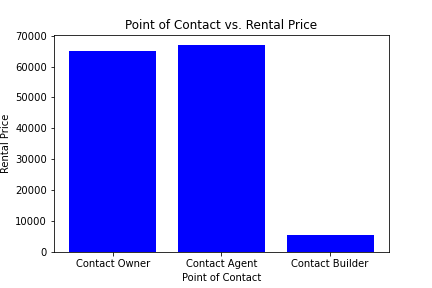 Point of Contact vs. Rental Price
70000
60000
50000
40000
30000
20000
10000
0
Rental Price
Contact Owner
Contact Agent
Contact Builder
Point of Contact